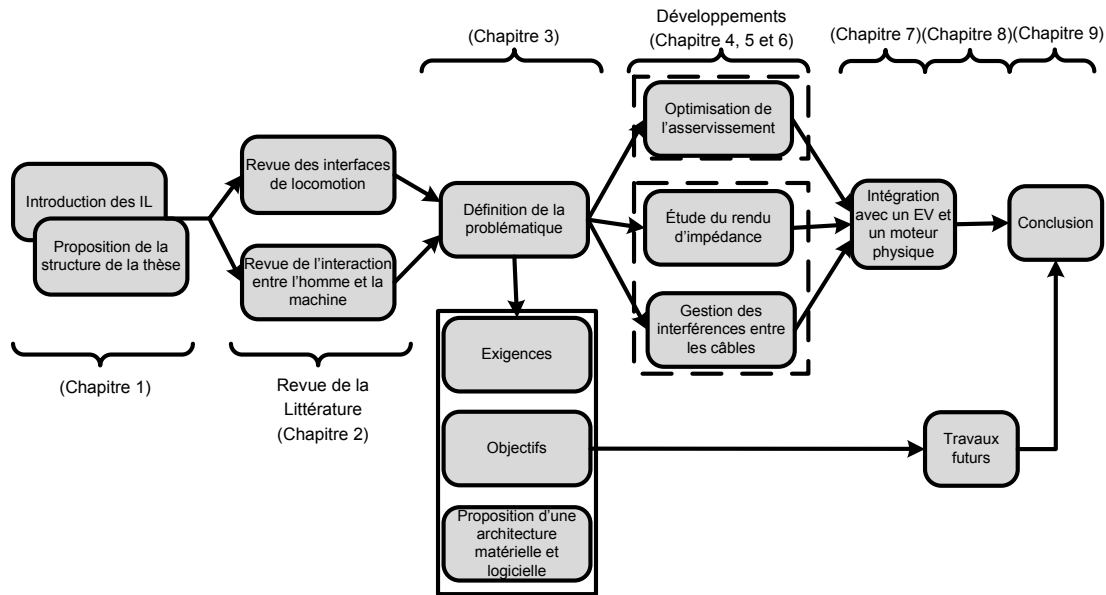 Développements
(Chapitre 4, 5 et 6)
(Chapitre 3)
(Chapitre 7)
(Chapitre 8)
(Chapitre 9)
Introduction des IL
Proposition de la
structure de la thèse
(Chapitre 1)
Revue des interfaces
de locomotion
Revue de l'interaction
entre l'homme et la
machine
Revue de la
Littérature
(Chapitre 2)
Définition de la
problématique
Exigences
Objectifs
Proposition d'une
architecture
matérielle et
logicielle
Optimisation de
l'asservissement
Étude du rendu
d'impédance
Gestion des
interférences entre
les câbles
Intégration
avec un EV et
un moteur
physique
Travaux
futurs
Conclusion